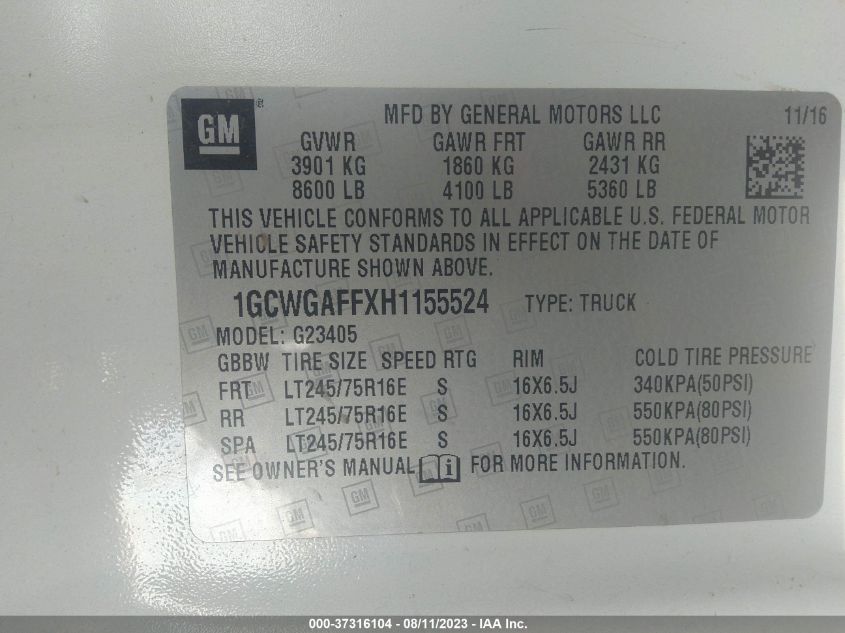 GM ® MFD BY GENERAL MOTORS LLC 11/16
GVWR GAWR FRT GAWR RR
3901 KG 1860 KG 2431 KG
8600 LB 4100 LB 5360 LB
THIS VEHICLE CONFORMS TO ALL APPLICABLE U.S. FEDERAL MOTOR
VEHICLE SAFETY STANDARDS IN EFFECT ON THE DATE OF
MANUFACTURE SHOWN ABOVE.
1GCWGAFFXH1155524 TYPE: TRUCK
MODEL: G23405
GBBW TIRE SIZE SPEED RTG RIM COLD TIRE PRESSURE
FRT LT245/75R16E S 16X6.5J 340KPA(50PSI)
RR LT245/75R16E S 16X6.5J 550KPA(80PSI)
SPA LT245/75R16E S 16X6.5J 550KPA(80PSI)
SEE OWNER'S MANUAL i FOR MORE INFORMATION.
000-37316104 - 08/11/2023 - IAA Inc.